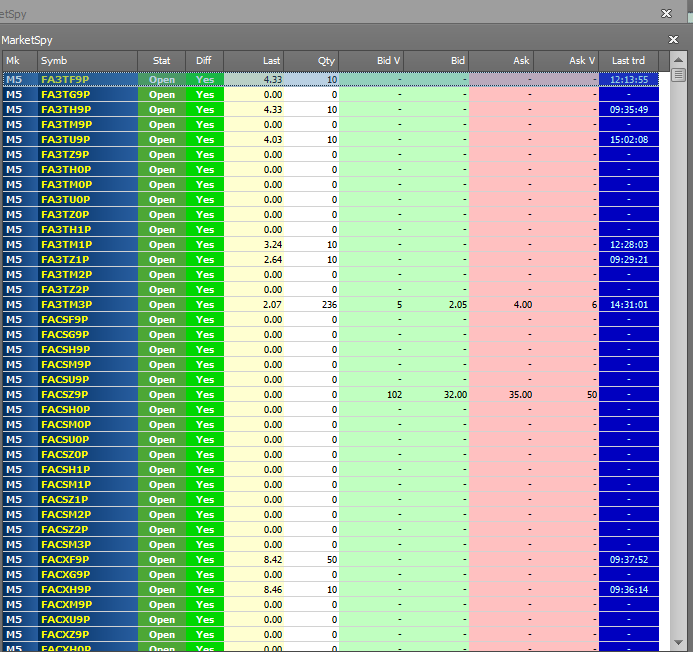 etSpy
MarketSpy
Mk Symb Stat Diff Last Qty Bid V Bid Ask Ask V Last trd
M5 FA3TF9P Open Yes 4.33 10 - - - - 12:13:55
M5 FA3TG9P Open Yes 0.00 0 - - - - -
M5 FA3TH9P Open Yes 4.33 10 - - - - 09:35:49
M5 FA3TM9P Open Yes 0.00 0 - - - - -
M5 FA3TU9P Open Yes 4.03 10 - - - - 15:02:08
M5 FA3TZ9P Open Yes 0.00 0 - - - - -
M5 FA3TH0P Open Yes 0.00 0 - - - - -
M5 FA3TM0P Open Yes 0.00 0 - - - - -
M5 FA3TU0P Open Yes 0.00 0 - - - - -
M5 FA3TZ0P Open Yes 0.00 0 - - - - -
M5 FA3TH1P Open Yes 0.00 0 - - - - -
M5 FA3TM1P Open Yes 3.24 10 - - - - 12:28:03
M5 FA3TZ1P Open Yes 2.64 10 - - - - 09:29:21
M5 FA3TM2P Open Yes 0.00 0 - - - - -
M5 FA3TZ2P Open Yes 0.00 0 - - - - -
M5 FA3TM3P Open Yes 2.07 236 5 2.05 4.00 6 14:31:01
M5 FACSF9P Open Yes 0.00 0 - - - - -
M5 FACSG9P Open Yes 0.00 0 - - - - -
M5 FACSH9P Open Yes 0.00 0 - - - - -
M5 FACSM9P Open Yes 0.00 0 - - - - -
M5 FACSU9P Open Yes 0.00 0 - - - - -
M5 FACSZ9P Open Yes 0.00 0 102 32.00 35.00 50 -
M5 FACSH0P Open Yes 0.00 0 - - - - -
M5 FACSM0P Open Yes 0.00 0 - - - - -
M5 FACSU0P Open Yes 0.00 0 - - - - -
M5 FACSZ0P Open Yes 0.00 0 - - - - -
M5 FACSH1P Open Yes 0.00 0 - - - - -
M5 FACSM1P Open Yes 0.00 0 - - - - -
M5 FACSZ1P Open Yes 0.00 0 - - - - -
M5 FACSM2P Open Yes 0.00 0 - - - - -
M5 FACSZ2P Open Yes 0.00 0 - - - - -
M5 FACSM3P Open Yes 0.00 0 - - - - -
M5 FACXF9P Open Yes 8.42 50 - - - - 09:37:52
M5 FACXG9P Open Yes 0.00 0 - - - - -
M5 FACXH9P Open Yes 8.46 10 - - - - 09:36:14
M5 FACXM9P Open Yes 0.00 0 - - - - -
M5 FACXU9P Open Yes 0.00 0 - - - - -
M5 FACXZ9P Open Yes 0.00 0 - - - - -
M5 FACXH0P Open Yes 0.00 0 - - - - -